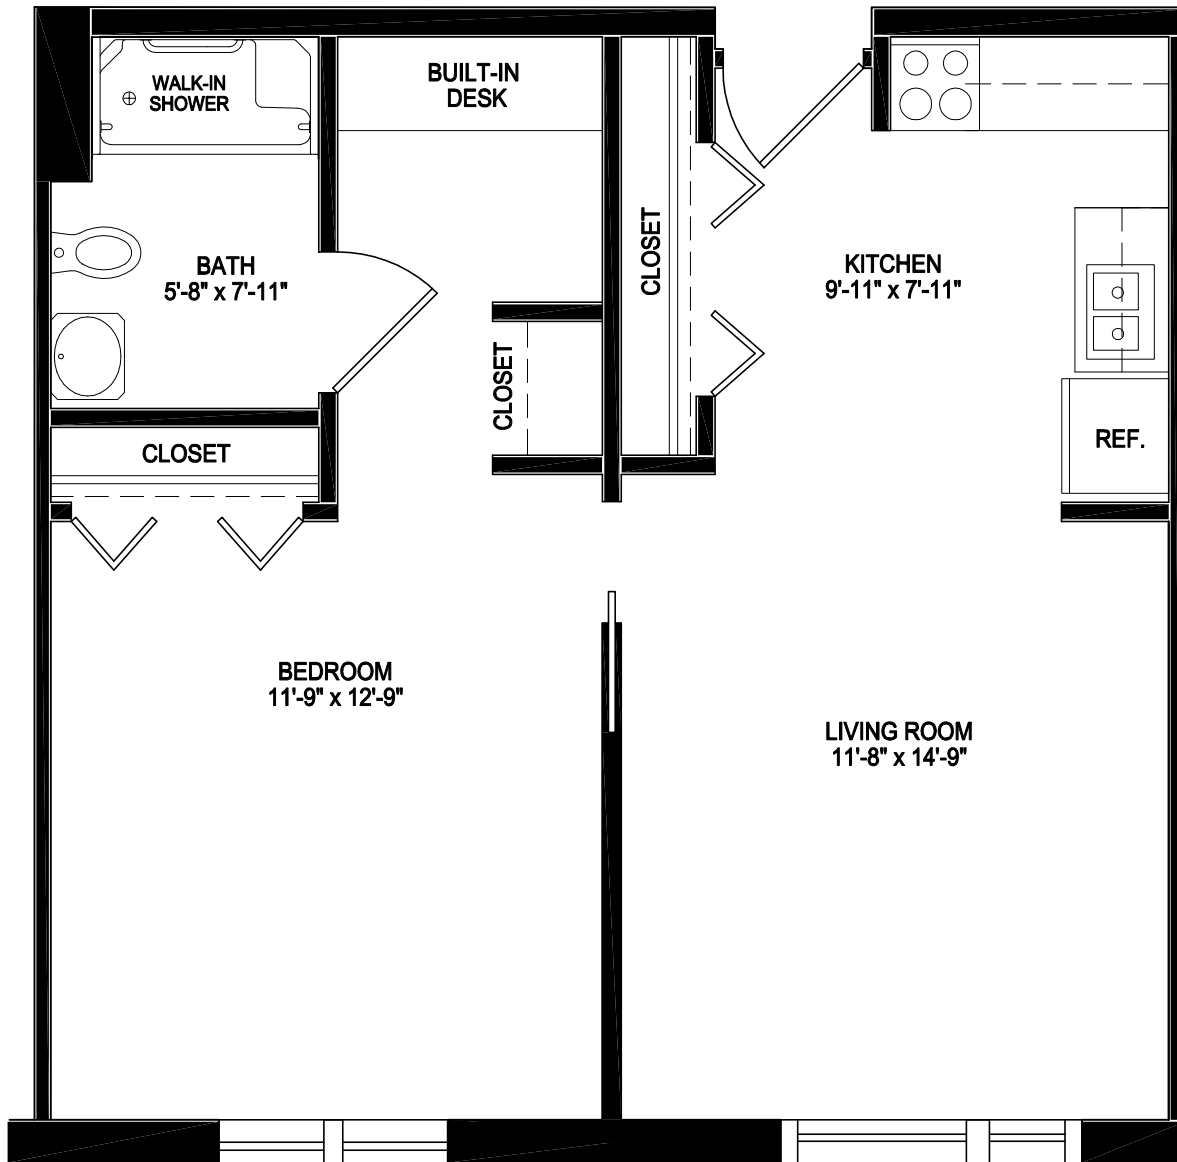 WALK-IN
SHOWER
BUILT-IN
DESK
BATH
5'-8" x 7'-11"
CLOSET
KITCHEN
9'-11" x 7'-11"
CLOSET
CLOSET
REF.
BEDROOM
11'-9" x 12'-9"
LIVING ROOM
11'-8" x 14'-9"